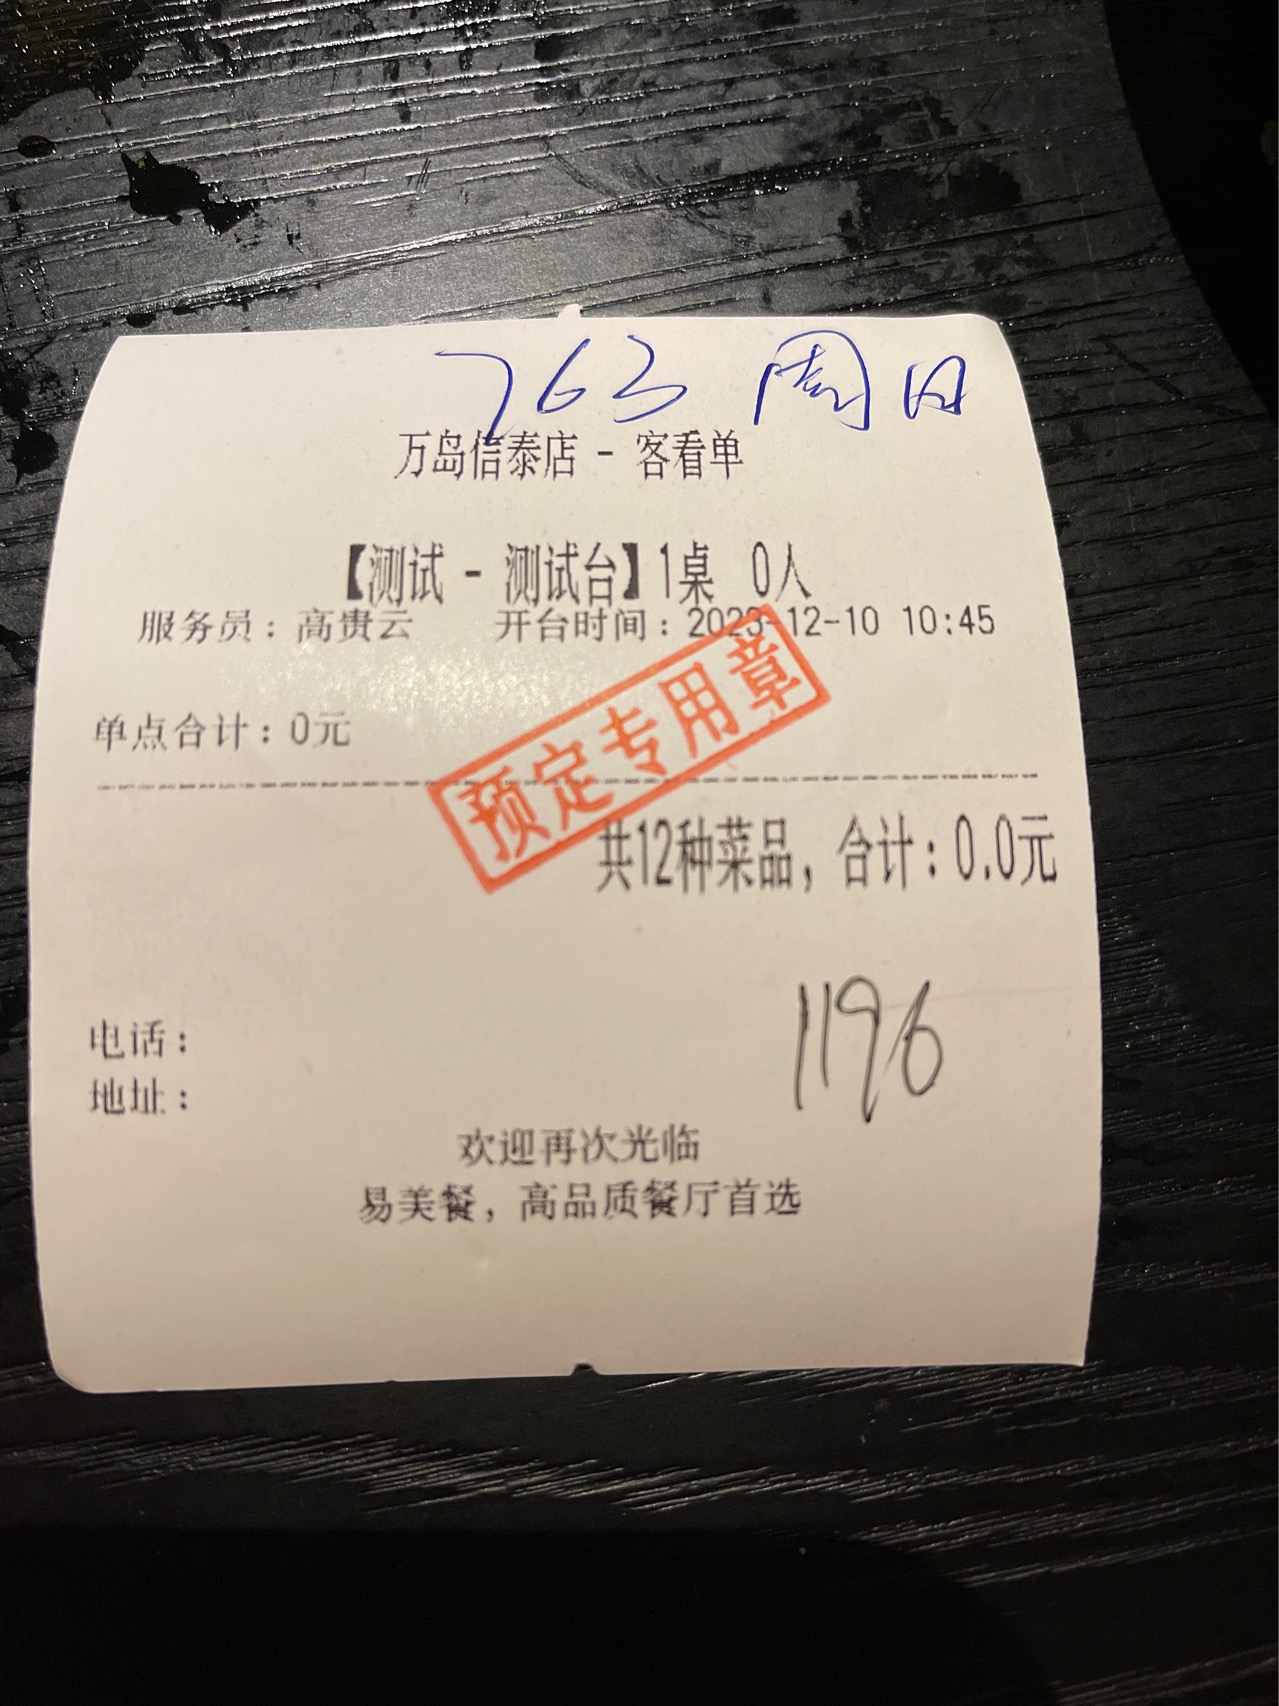 763 周日
万岛信泰店 - 客看单
【测试 - 测试台】1桌 0人
服务员：高贵云 开台时间：2023-12-10 10:45
单点合计：0元
预定专用章
共12种菜品，合计：0.0元
1196
电话：
地址：
欢迎再次光临
易美餐，高品质餐厅首选